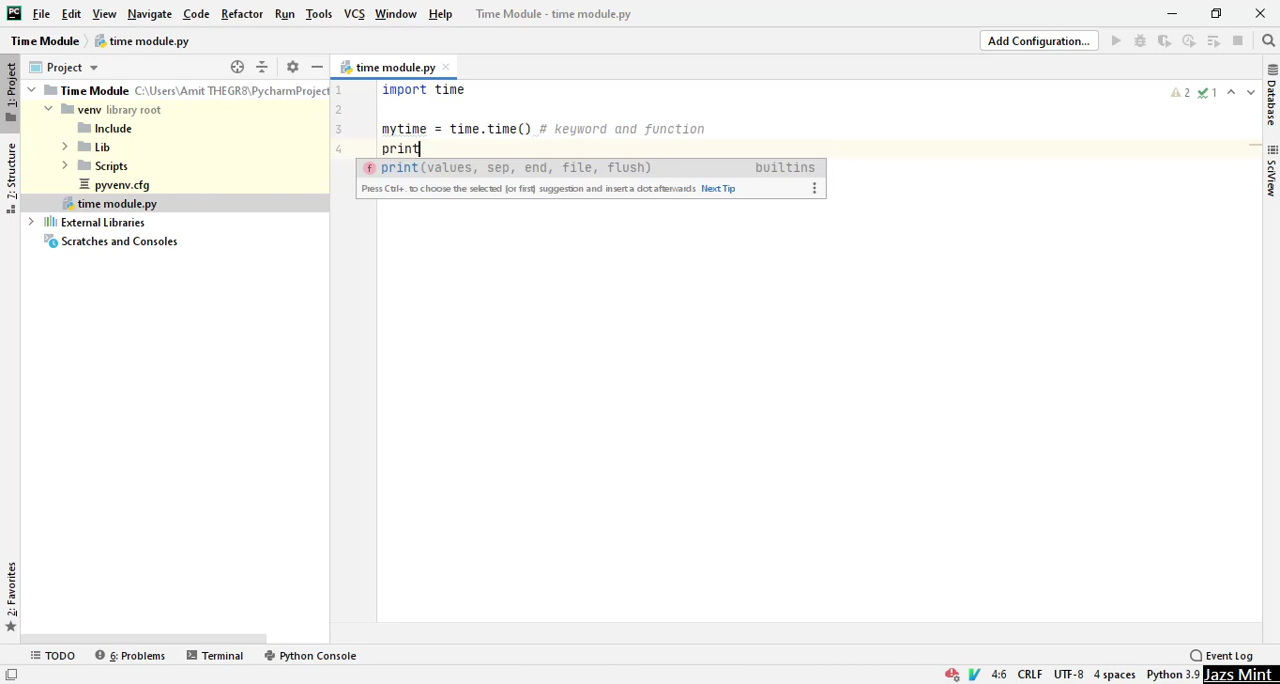 PC File Edit View Navigate Code Refactor Run Tools VCS Window Help Time Module - time module.py
Time Module time module.py Add Configuration...
1: Project
Project
Time Module C:\Users\Amit THEGR8\PycharmProject
venv library root
Include
Lib
Scripts
pyvenv.cfg
time module.py
External Libraries
Scratches and Consoles
7: Structure
2: Favorites
time module.py
2 1
1 import time
2
3 mytime = time.time() # keyword and function
4 print
f print(values, sep, end, file, flush) builtins
Press Ctrl+. to choose the selected (or first) suggestion and insert a dot afterwards Next Tip
Database
SciView
TODO 6: Problems Terminal Python Console Event Log
4:6 CRLF UTF-8 4 spaces Python 3.9 Jazs Mint